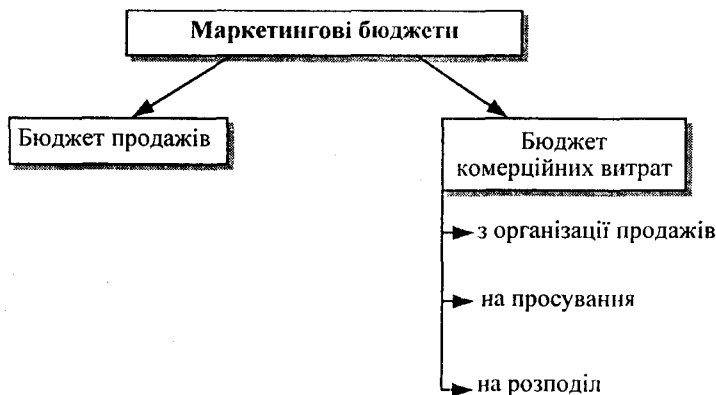 Маркетингові бюджети
Бюджет продажів
Бюджет
комерційних витрат
з організації продажів
на просування
на розподіл